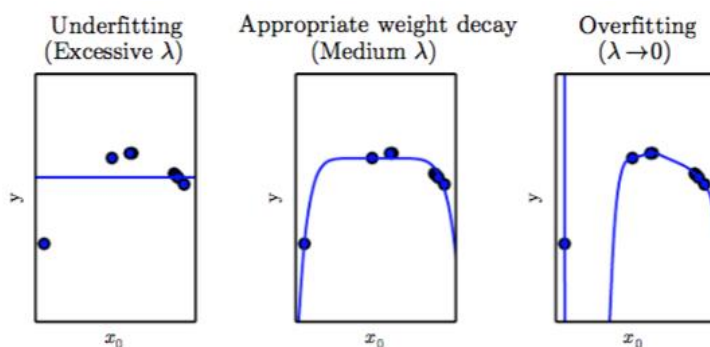 Underfitting
(Excessive λ)
Appropriate weight decay
(Medium λ)
Overfitting
(λ→0)
y
x₀
y
x₀
y
x₀